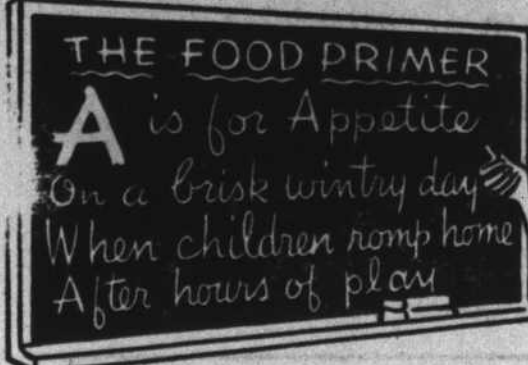 THE FOOD PRIMER
A is for Appetite
On a brisk wintry day
When children romp home
After hours of play